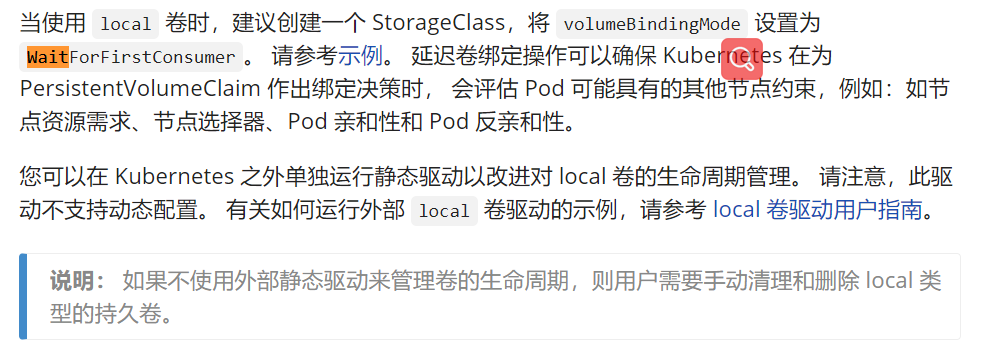 当使用 local 卷时，建议创建一个 StorageClass，将 volumeBindingMode 设置为
WaitForFirstConsumer 。 请参考示例。 延迟卷绑定操作可以确保 Kubernetes 在为
PersistentVolumeClaim 作出绑定决策时， 会评估 Pod 可能具有的其他节点约束，例如：如节
点资源需求、节点选择器、Pod 亲和性和 Pod 反亲和性。
您可以在 Kubernetes 之外单独运行静态驱动以改进对 local 卷的生命周期管理。 请注意，此驱
动不支持动态配置。 有关如何运行外部 local 卷驱动的示例，请参考 local 卷驱动用户指南。
说明： 如果不使用外部静态驱动来管理卷的生命周期，则用户需要手动清理和删除 local 类
型的持久卷。